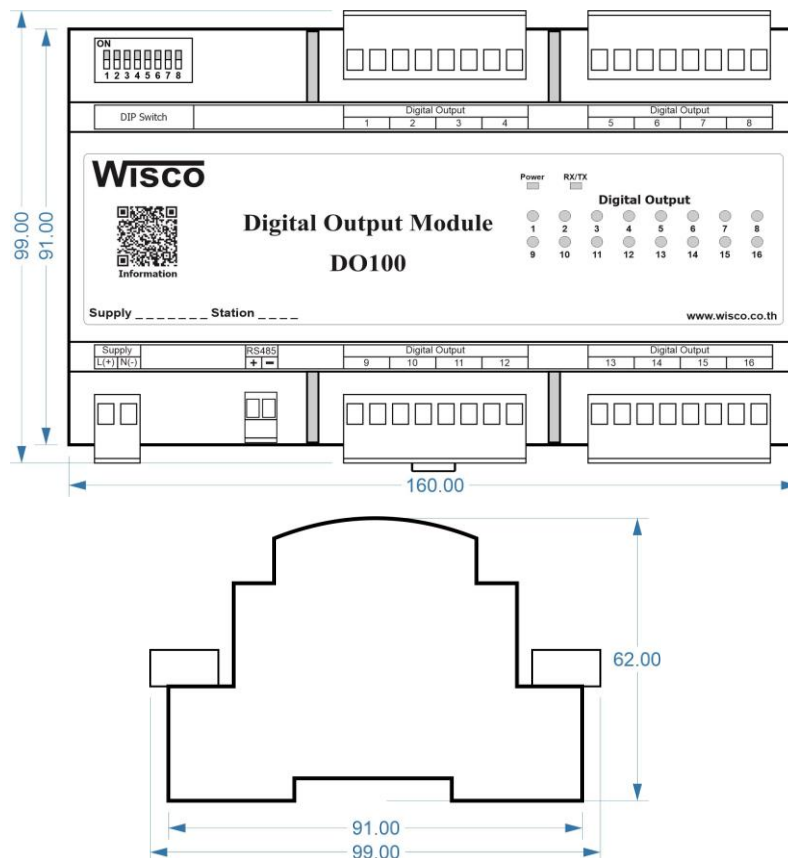 ON
1 2 3 4 5 6 7 8
DIP Switch
Digital Output
1 2 3 4
Digital Output
5 6 7 8
WISCO
Information
Digital Output Module
DO100
Power RX/TX
Digital Output
1 2 3 4 5 6 7 8
9 10 11 12 13 14 15 16
Supply _ _ _ _ _ _ _ Station _ _ _ _
www.wisco.co.th
Supply
L(+) N(-)
RS485
+ −
Digital Output
9 10 11 12
Digital Output
13 14 15 16
99.00
91.00
160.00
62.00
91.00
99.00